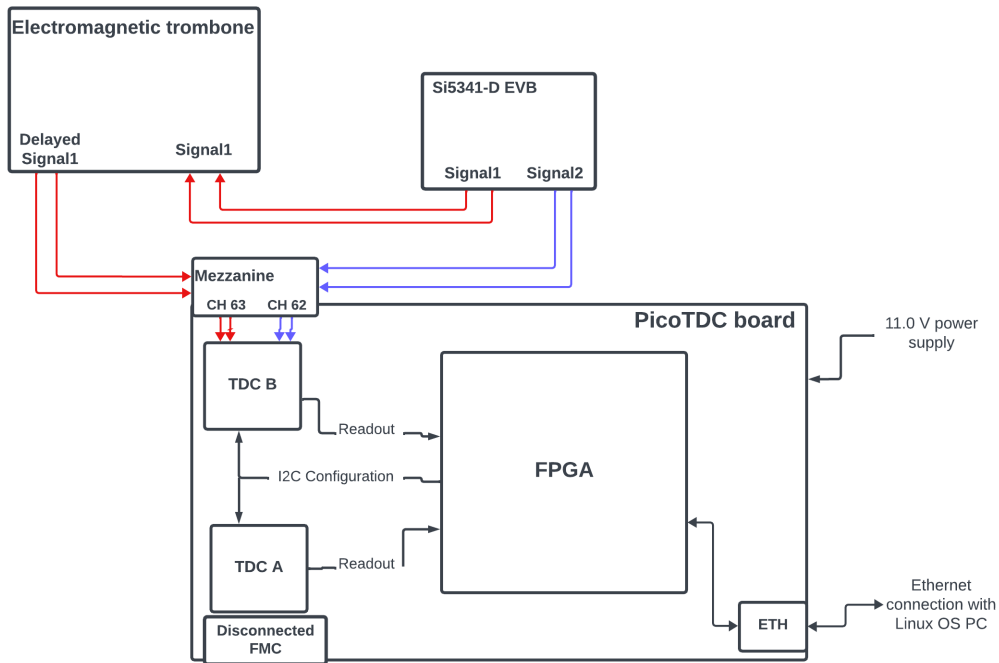 Electromagnetic trombone
Delayed
Signal1
Signal1
Si5341-D EVB
Signal1
Signal2
Mezzanine
CH 63
CH 62
PicoTDC board
11.0 V power
supply
TDC B
Readout
FPGA
I2C Configuration
TDC A
Readout
Disconnected
FMC
ETH
Ethernet
connection with
Linux OS PC